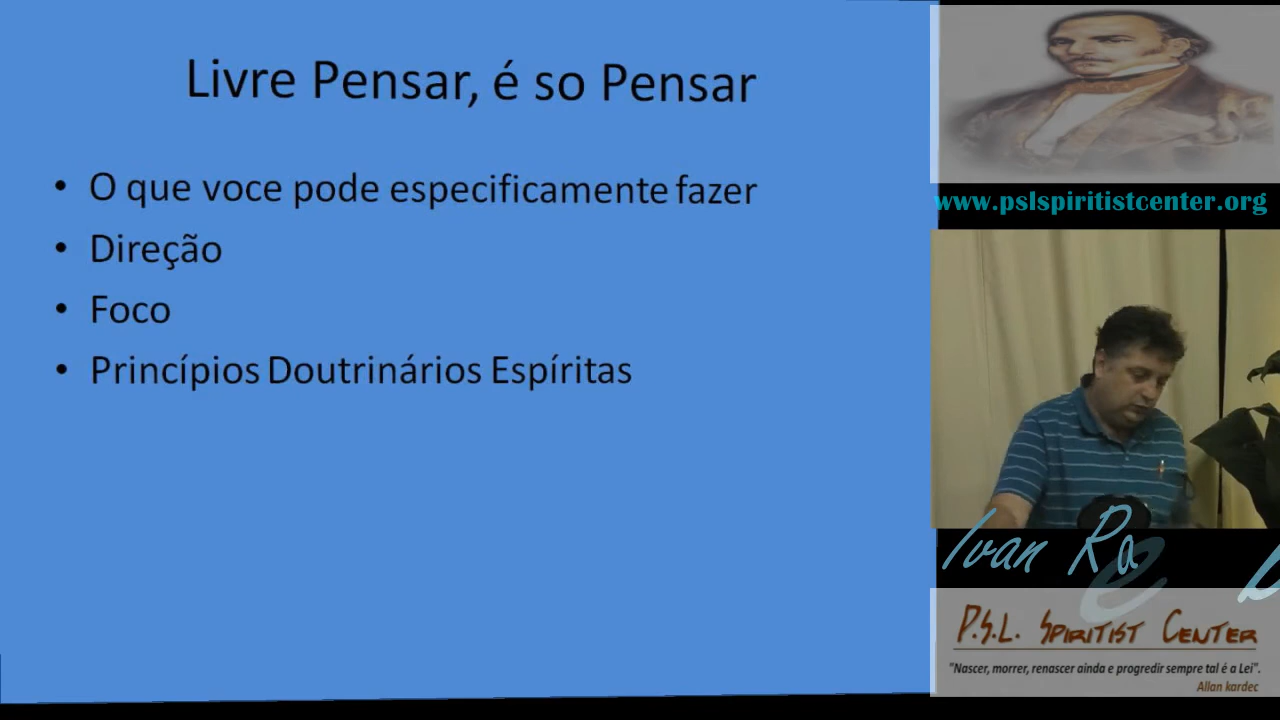 Livre Pensar, é so Pensar
• O que voce pode especificamente fazer
• Direção
• Foco
• Princípios Doutrinários Espíritas
www.pslspiritistcenter.org
Ivan Ra
P.S.L. Spiritist Center
"Nascer, morrer, renascer ainda e progredir sempre tal é a Lei".
Allan kardec